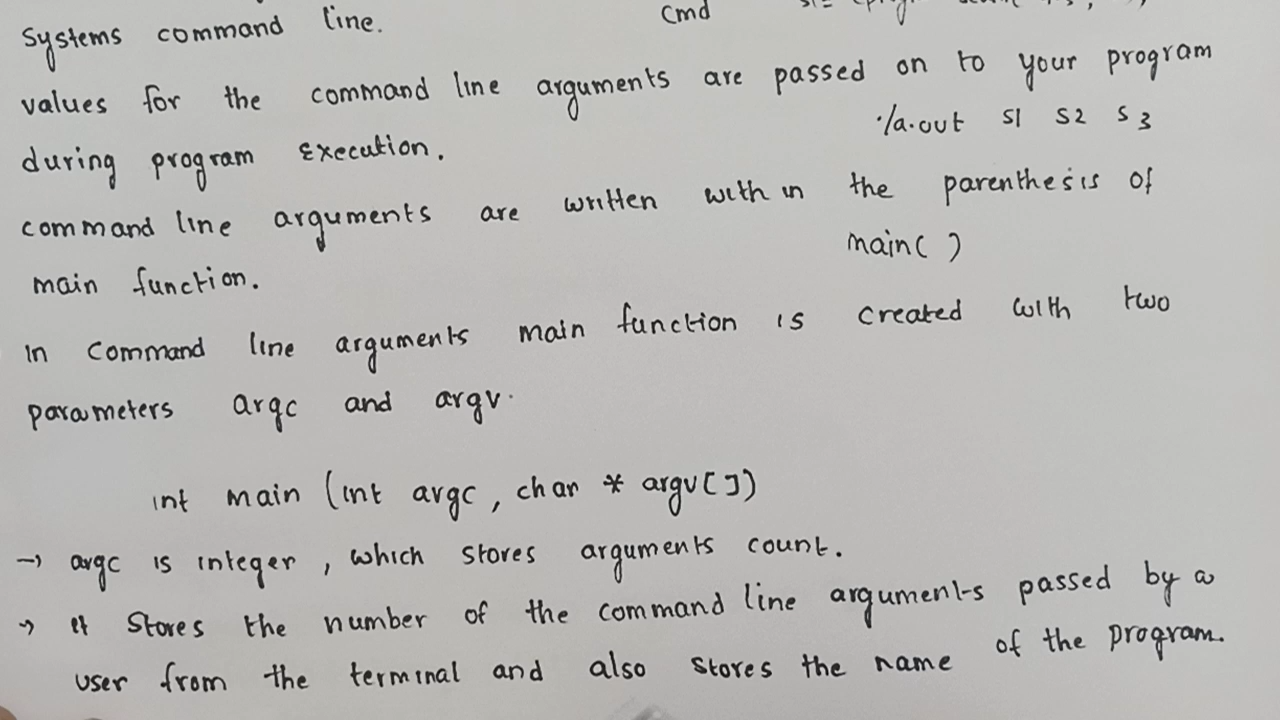 Systems command line. cmd
values for the command line arguments are passed on to your program
./a.out s1 s2 s3
during program Execution.
command line arguments are written with in the parenthesis of
main( )
main function.
In command line arguments main function is created with two
parameters argc and argv.
int main (int argc, char * argv[])
→ argc is integer, which stores arguments count.
→ it Stores the number of the command line arguments passed by a
user from the terminal and also stores the name of the program.